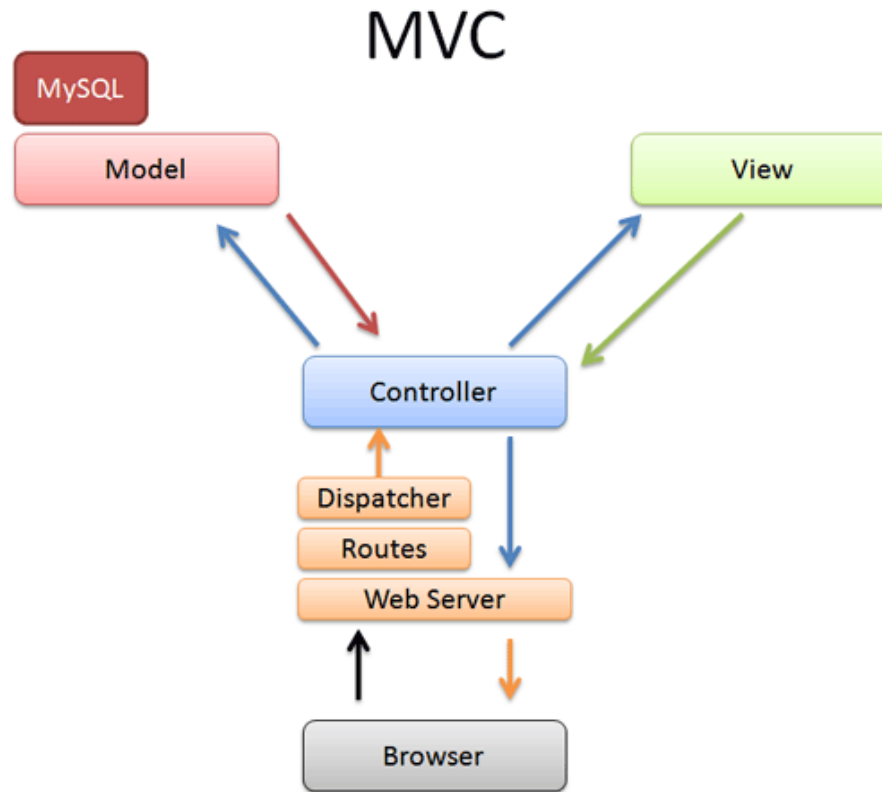 MVC
MySQL
Model
View
Controller
Dispatcher
Routes
Web Server
Browser